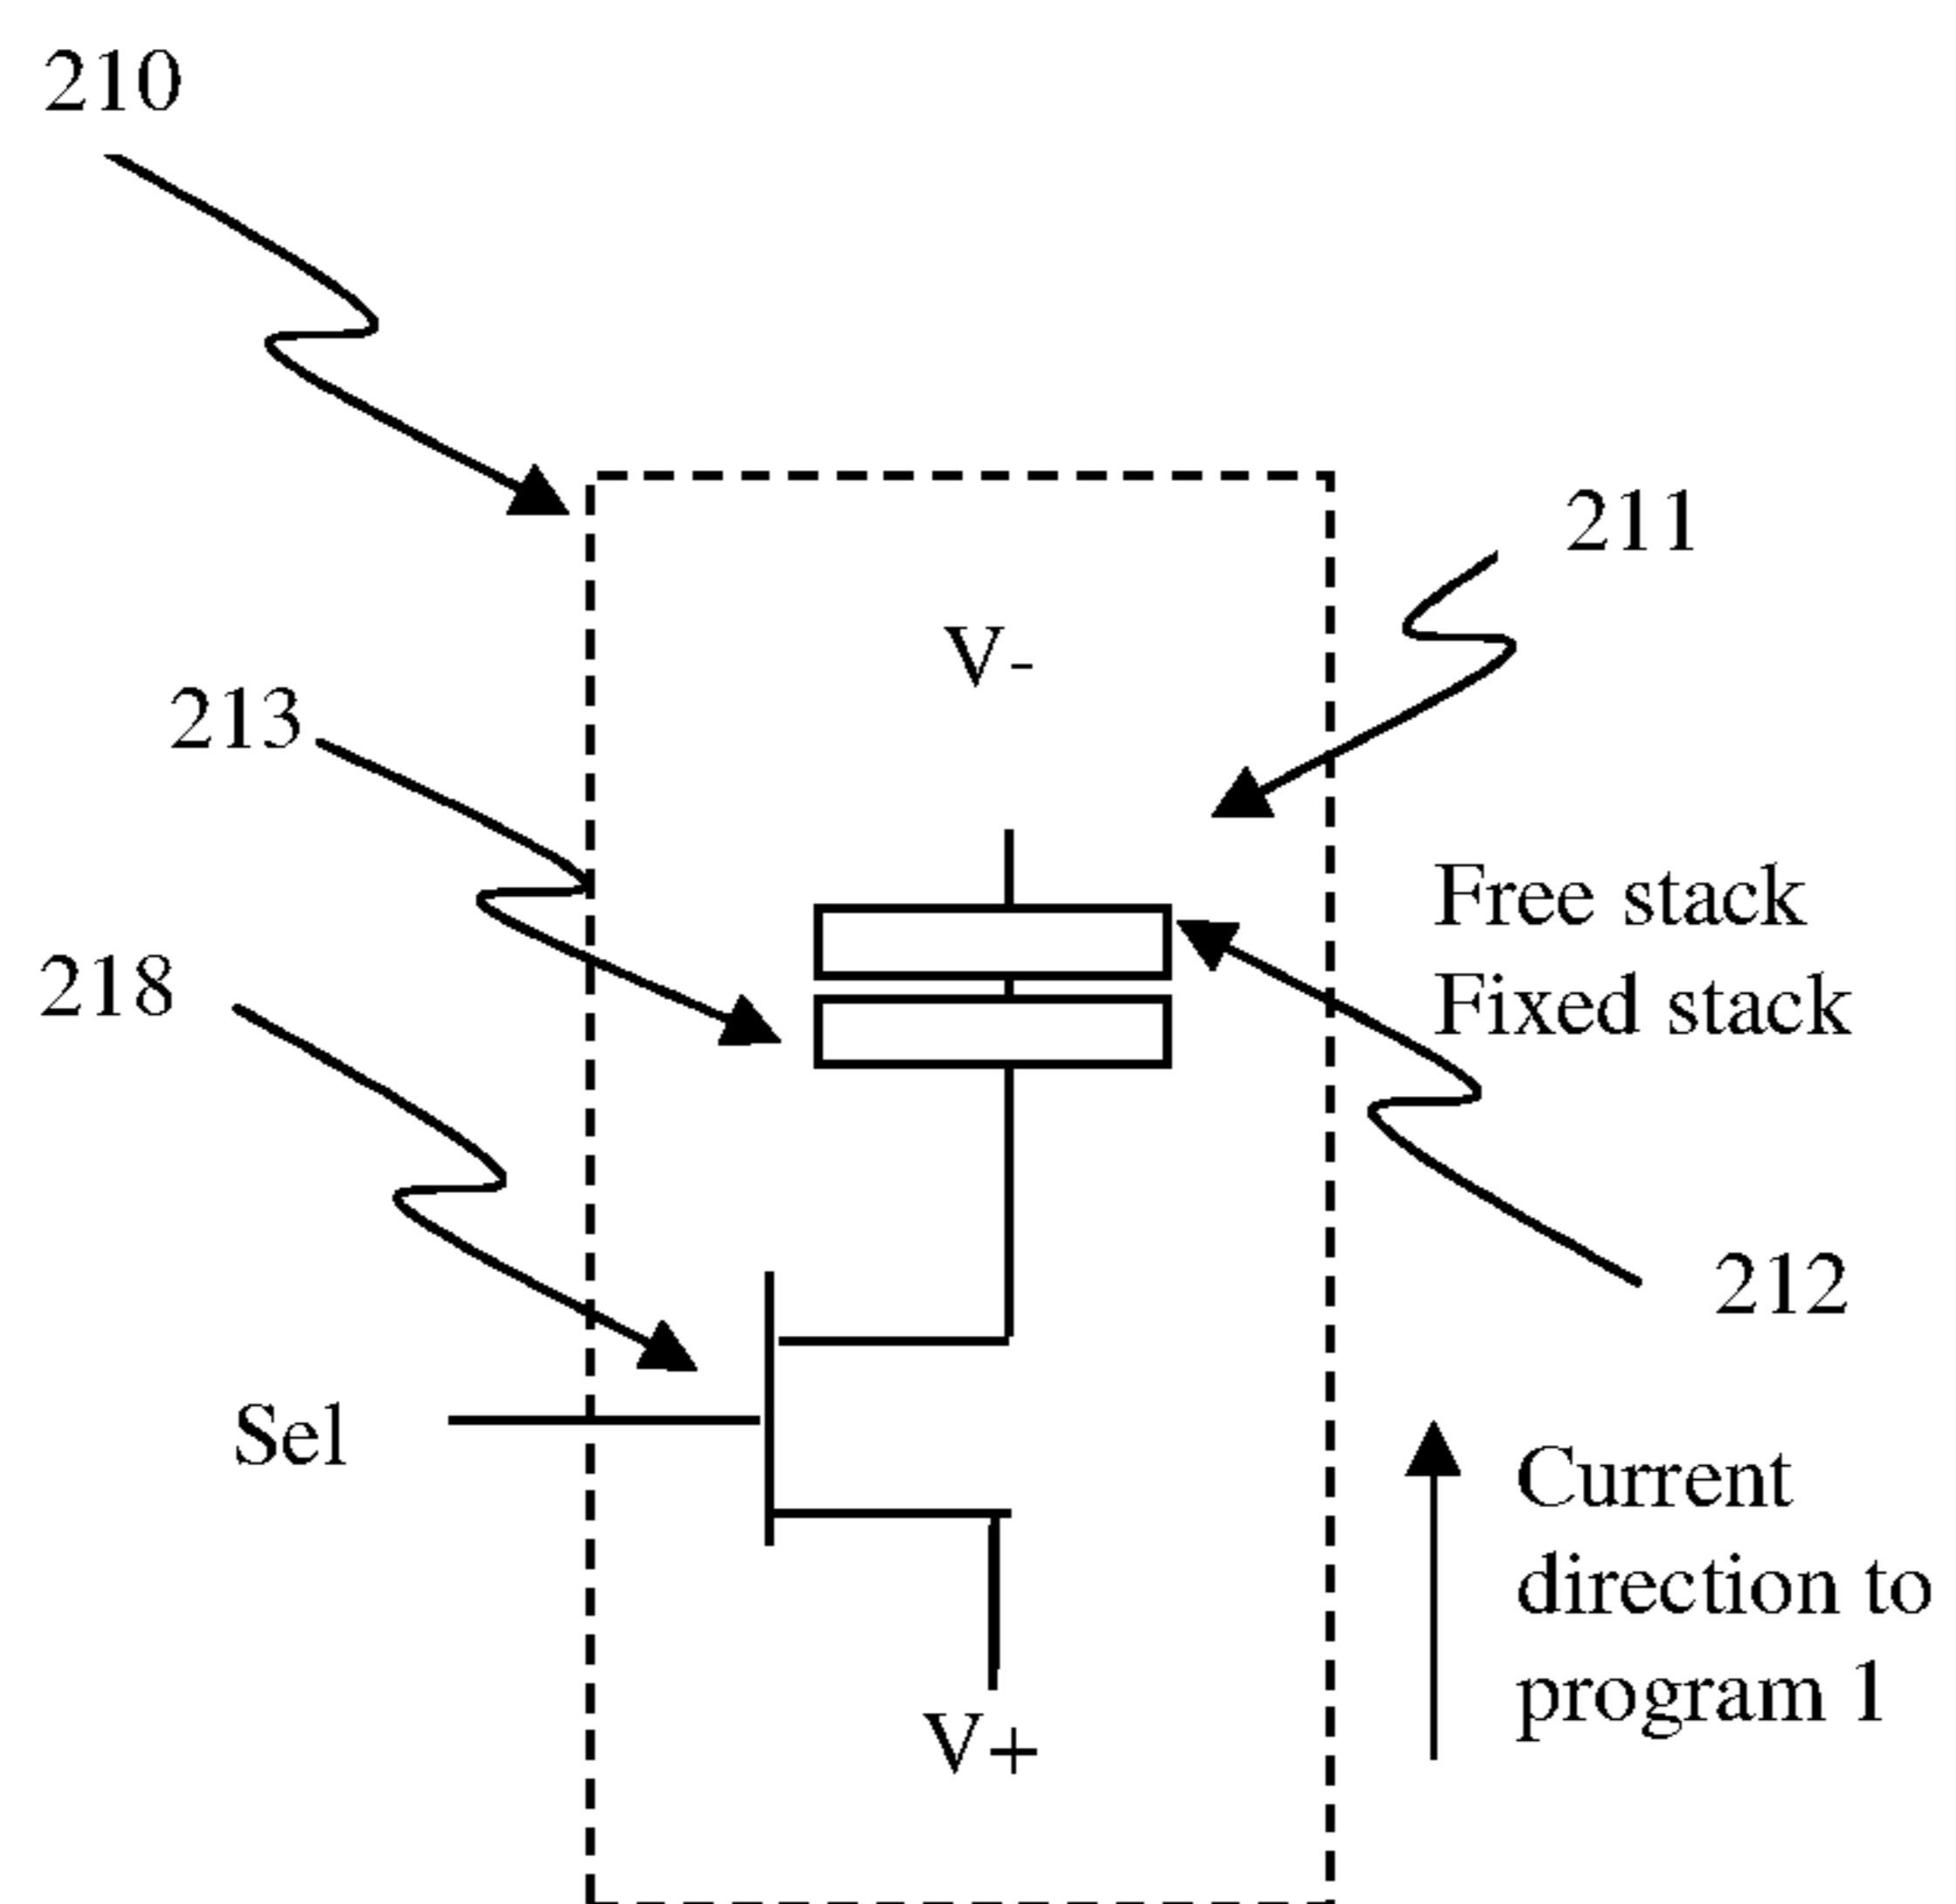 210
211
V-
213
Free stack
218
Fixed stack
212
Sel
Current
direction to
program 1
V+